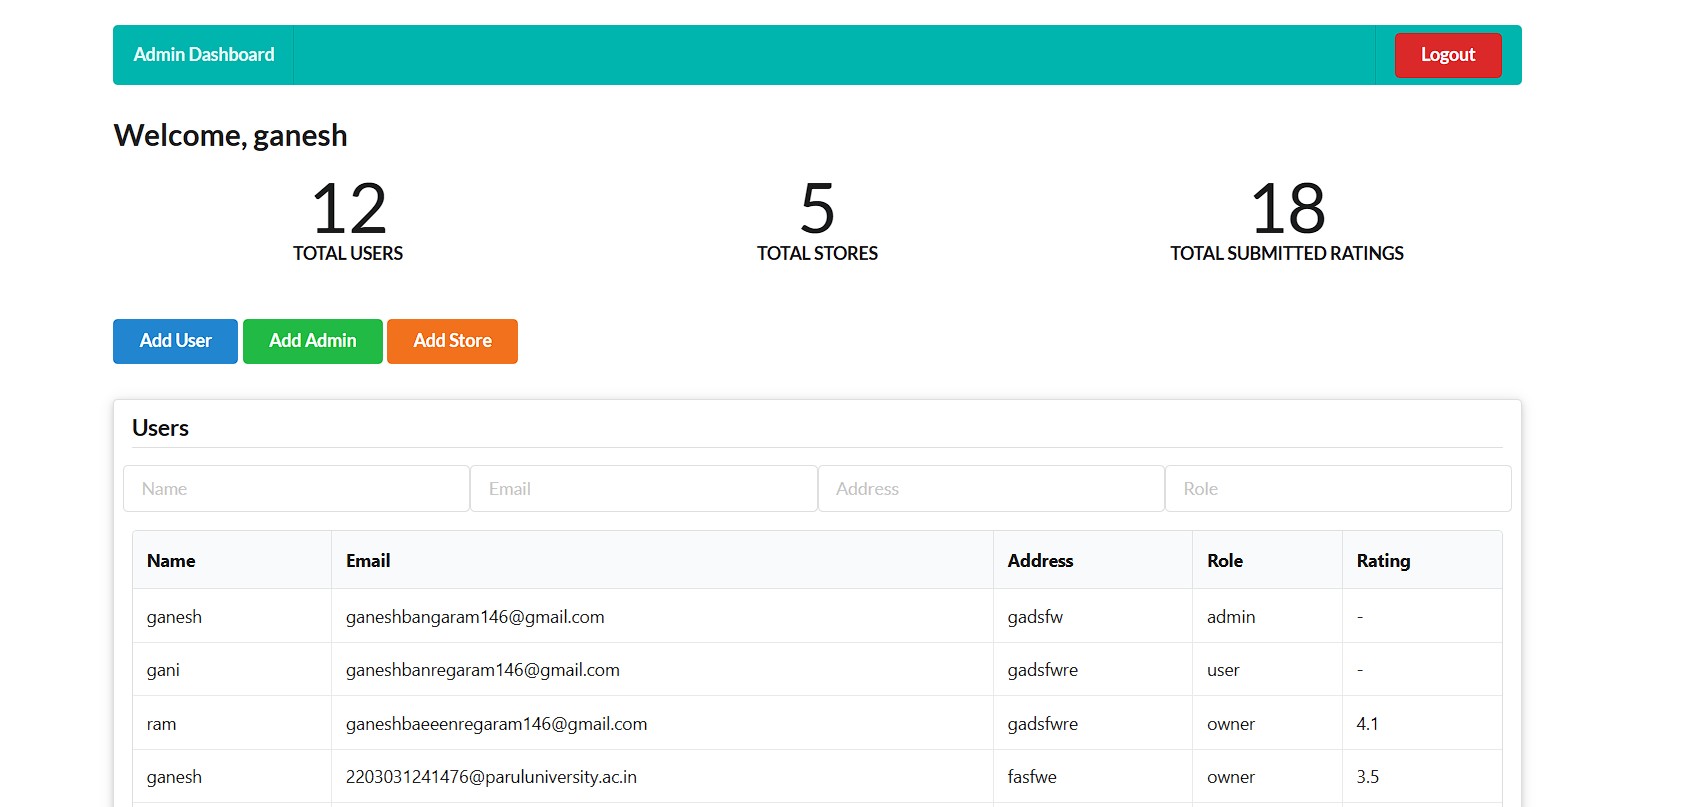 Admin Dashboard Logout
Welcome, ganesh
12 5 18
TOTAL USERS TOTAL STORES TOTAL SUBMITTED RATINGS
Add User Add Admin Add Store
Users
Name Email Address Role
Name Email Address Role Rating
ganesh ganeshbangaram146@gmail.com gadsfw admin -
gani ganeshbanregaram146@gmail.com gadsfwre user -
ram ganeshbaeeenregaram146@gmail.com gadsfwre owner 4.1
ganesh 2203031241476@paruluniversity.ac.in fasfwe owner 3.5